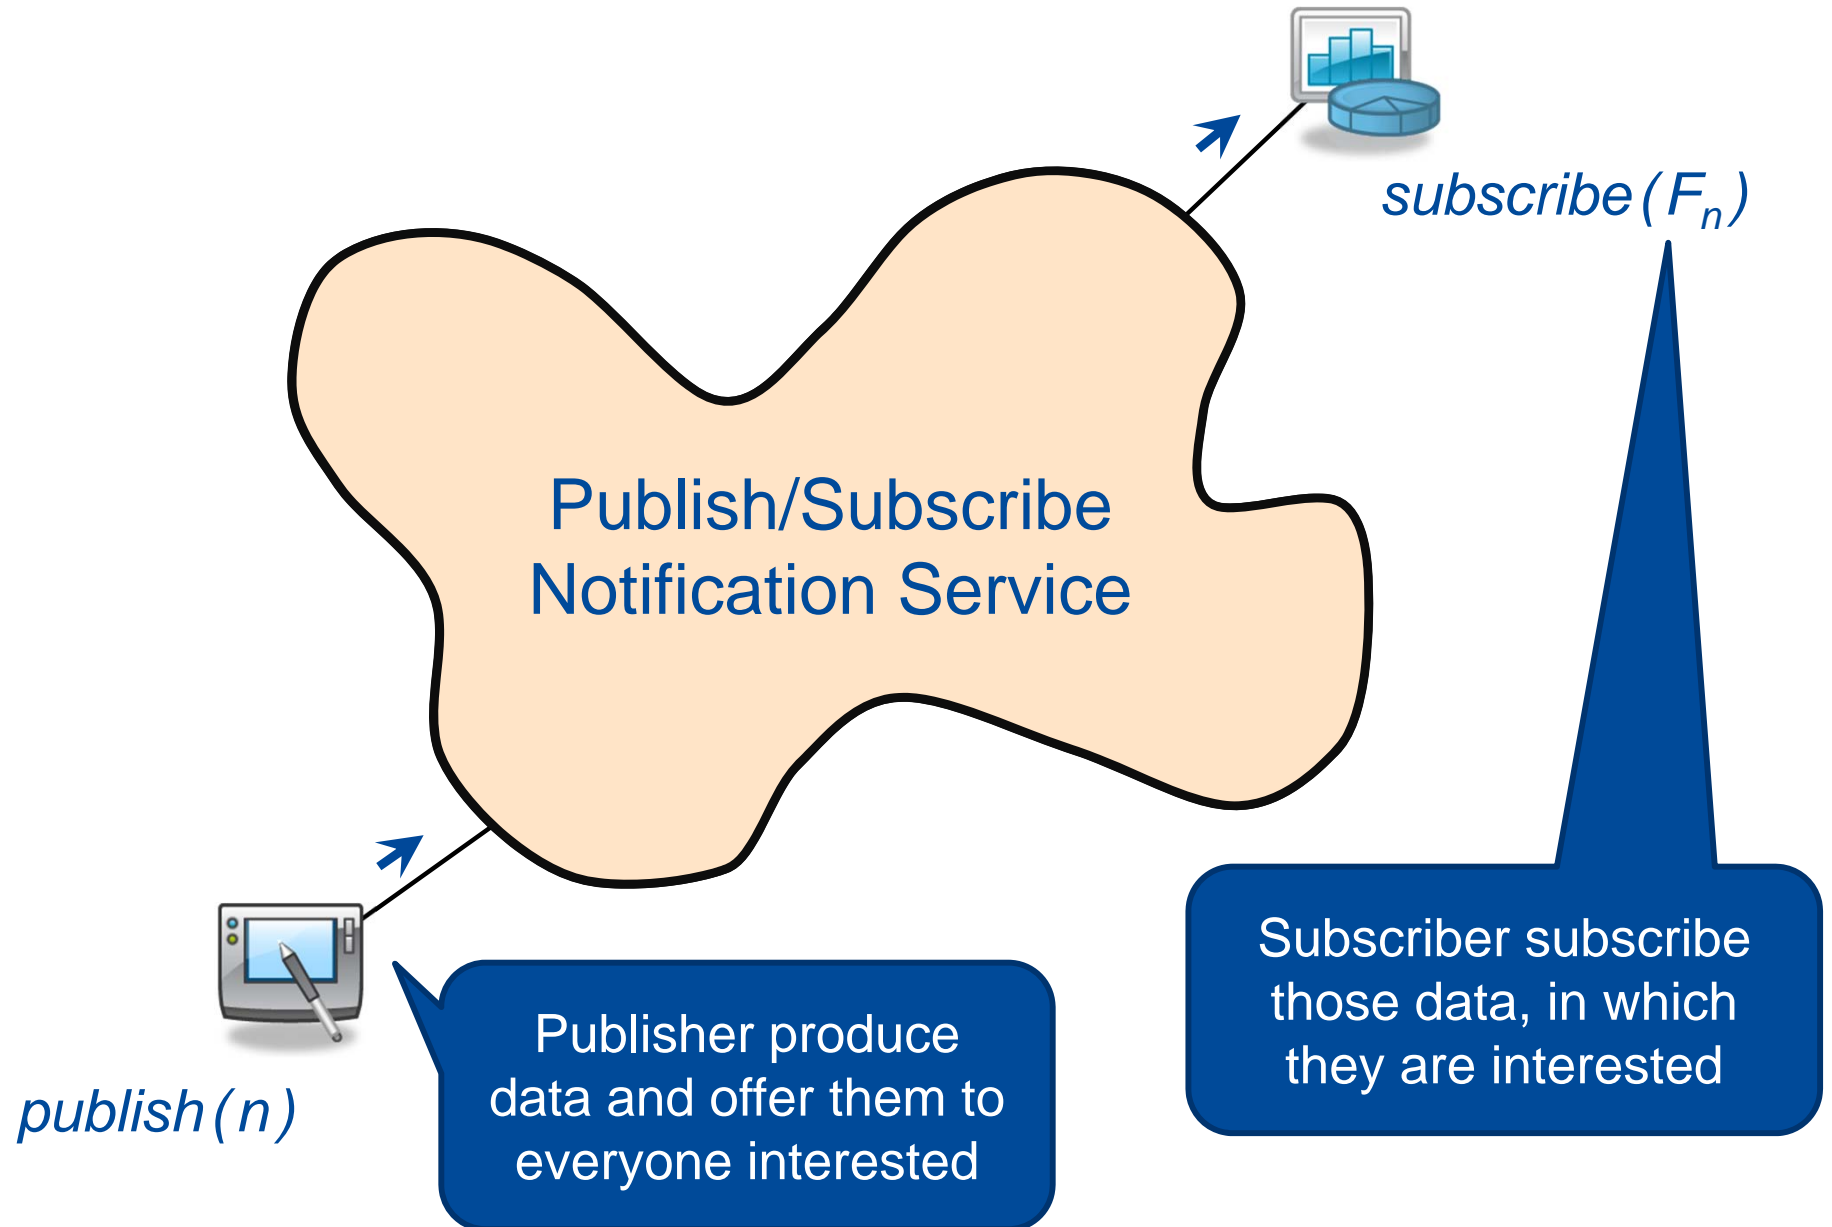 subscribe(Fn)
Publish/Subscribe
Notification Service
Subscriber subscribe
those data, in which
they are interested
Publisher produce
data and offer them to
everyone interested
publish(n)